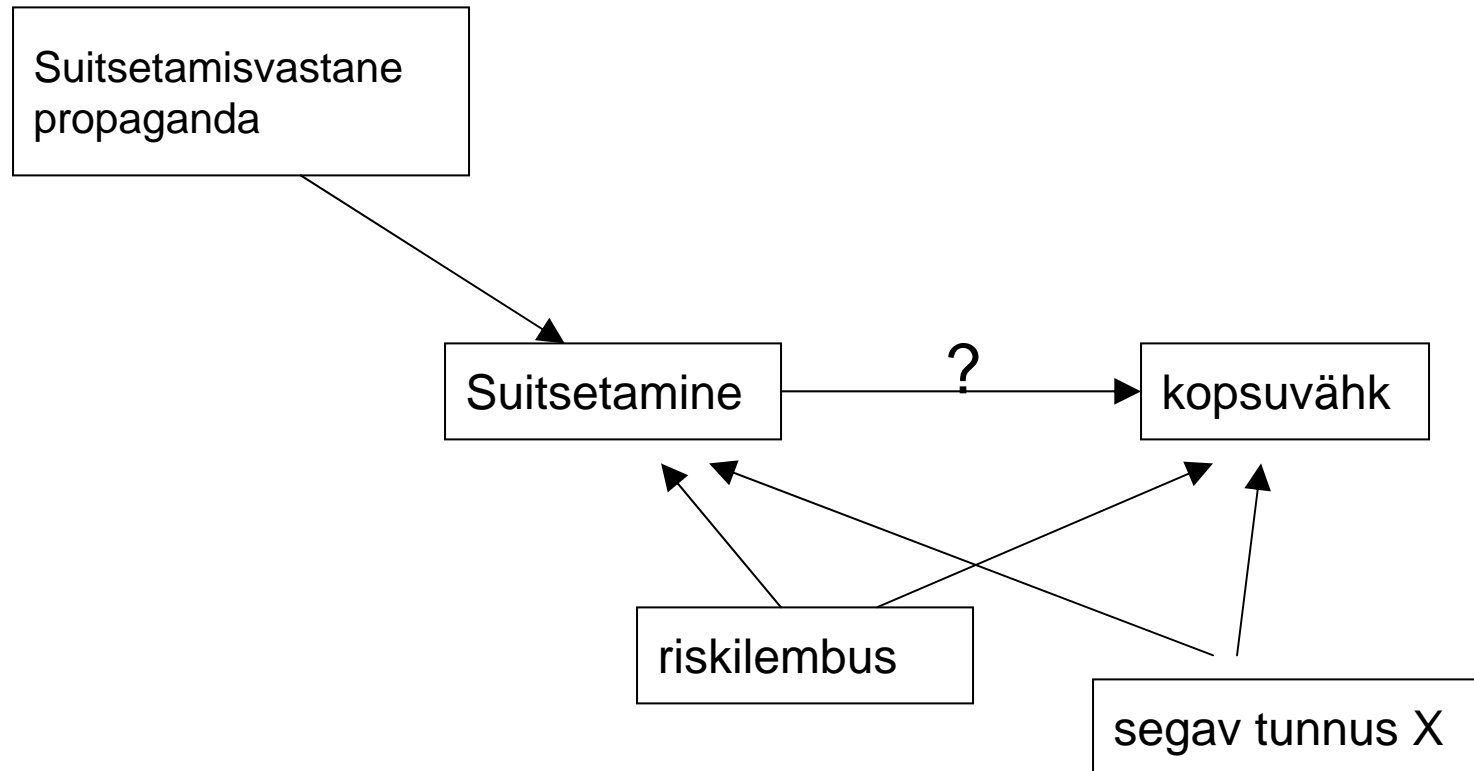 Suitsetamisvastane
propaganda
?
Suitsetamine
kopsuvähk
riskilembus
segav tunnus X